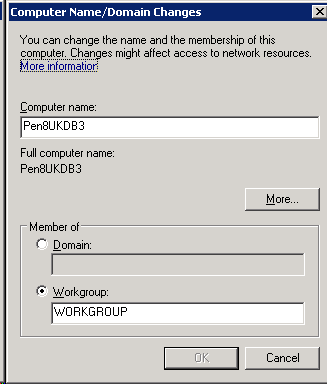 Computer Name/Domain Changes
You can change the name and the membership of this
computer. Changes might affect access to network resources.
More information
Computer name:
Pen8UKDB3
Full computer name:
Pen8UKDB3
More...
Member of
Domain:
Workgroup:
WORKGROUP
OK
Cancel